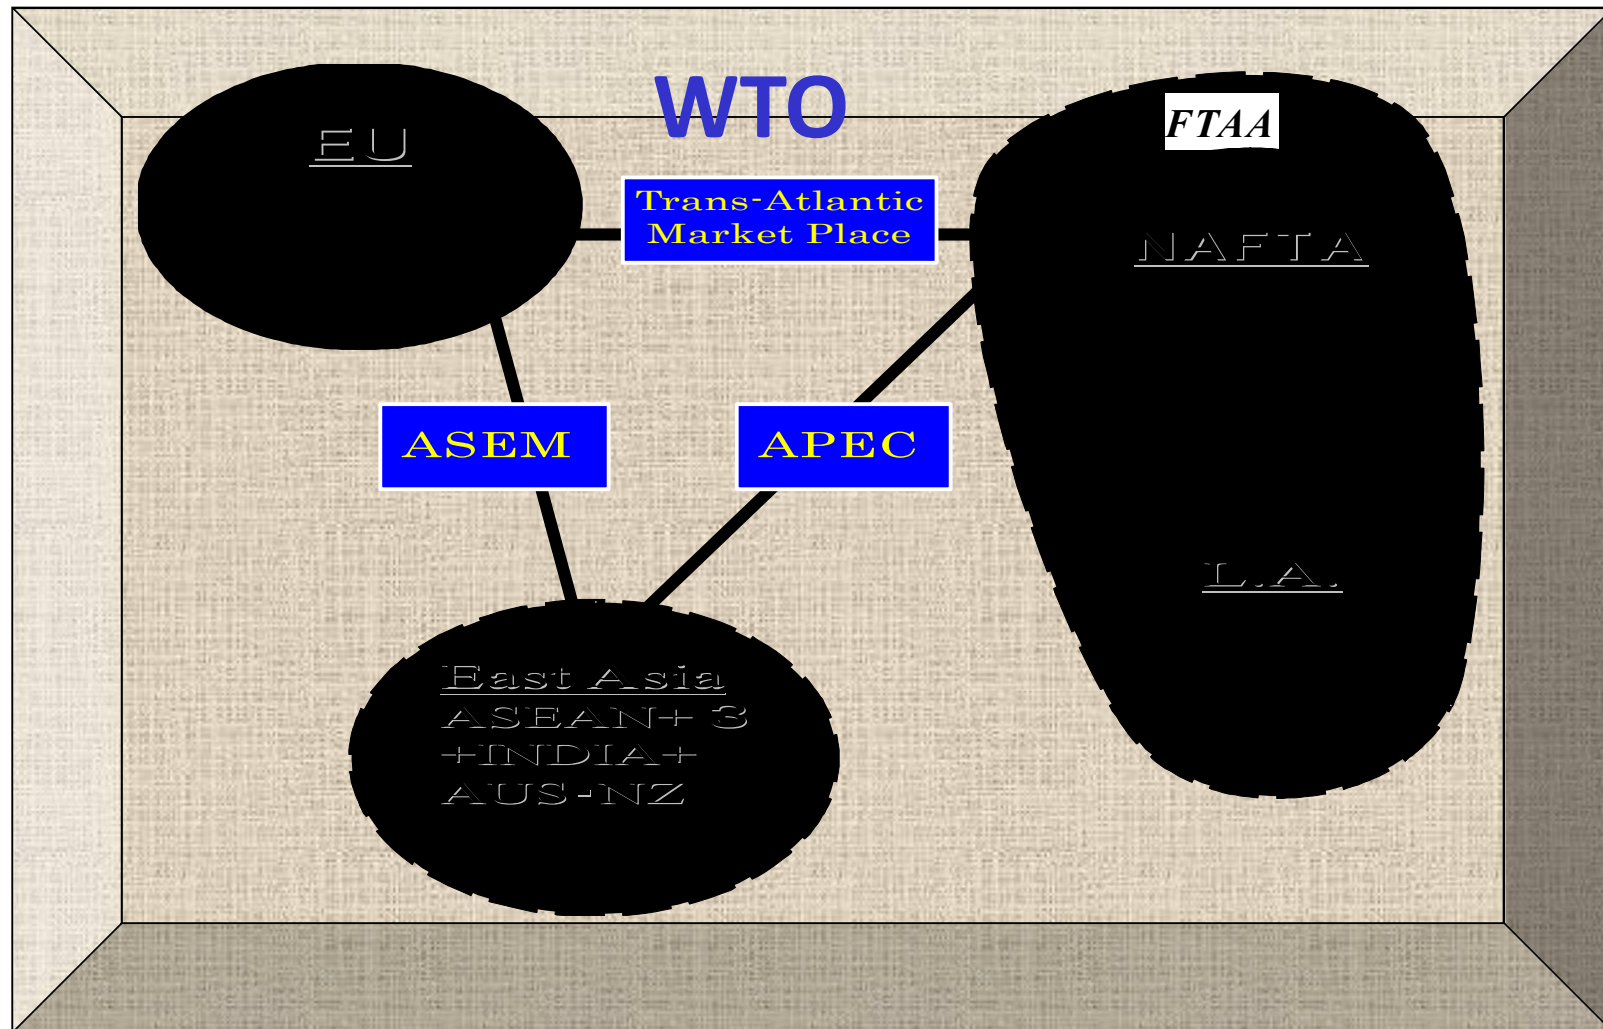 WTO
EU
FTAA
Trans-Atlantic
Market Place
NAFTA
ASEM
APEC
L.A.
East Asia
ASEAN+ 3
+INDIA+
AUS-NZ